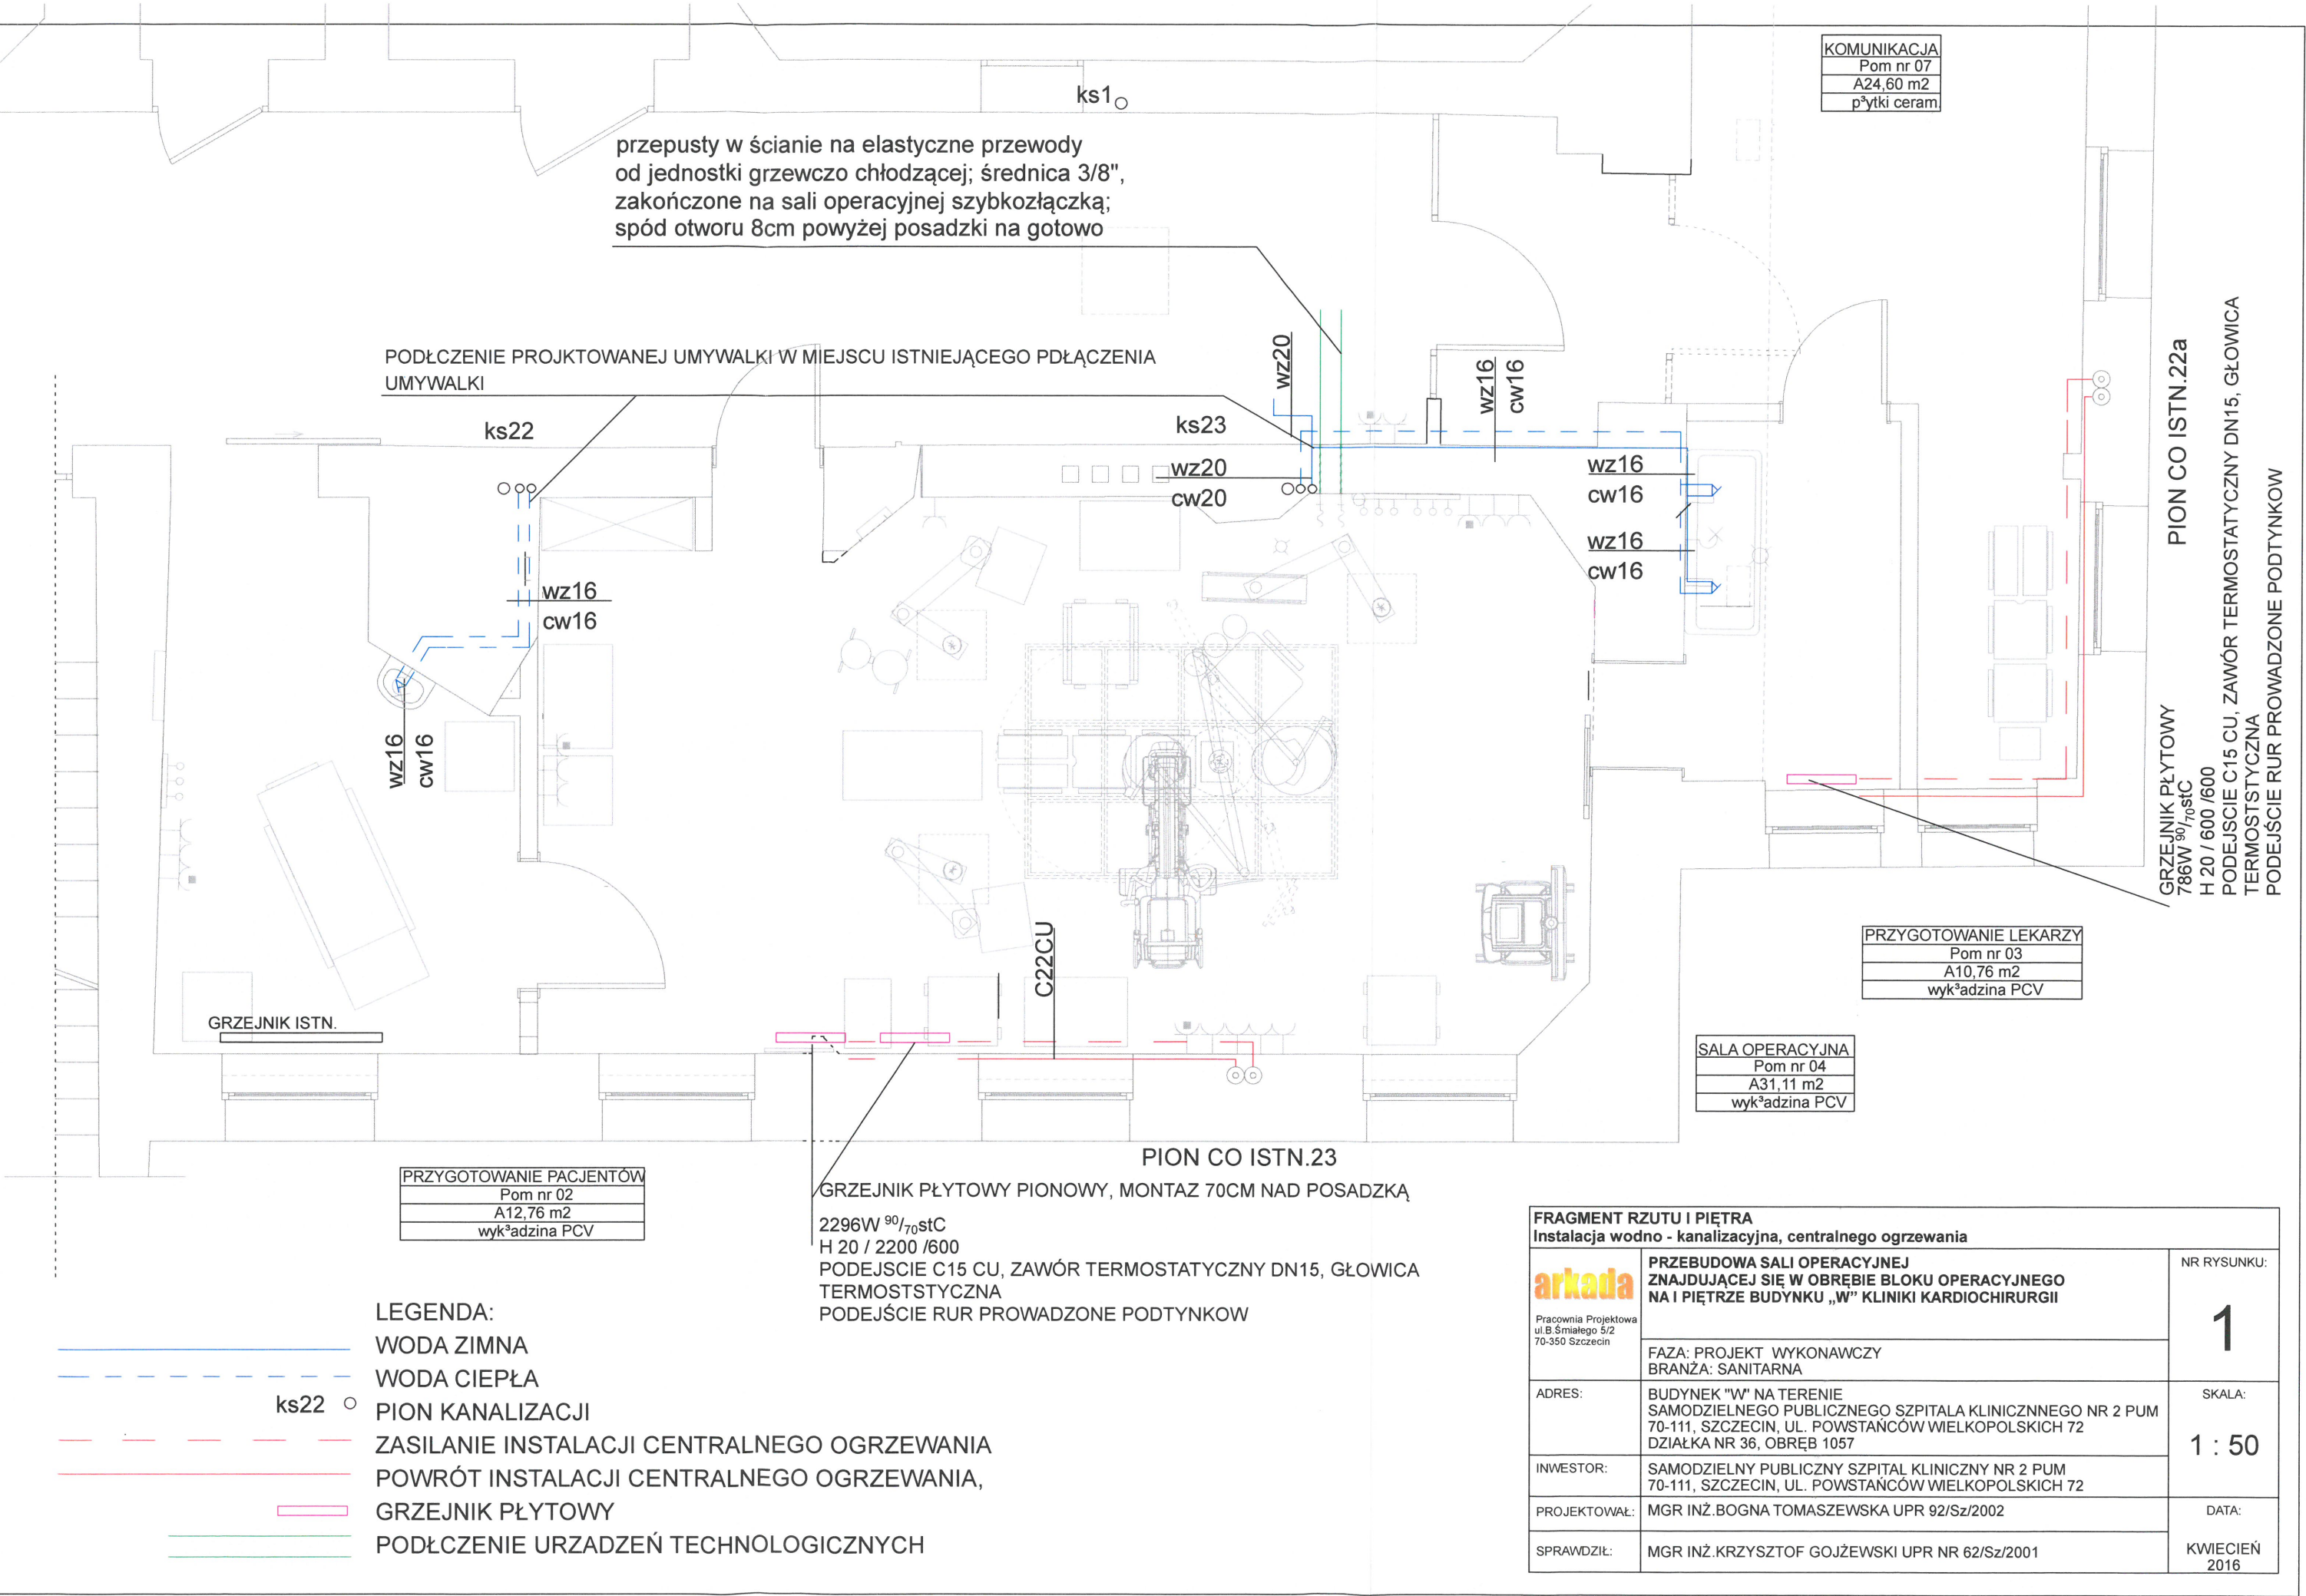 KOMUNIKACJA
Pom nr 07
A24,60 m2
p³ytki ceram.
ks1
przepusty w ścianie na elastyczne przewody
od jednostki grzewczo chłodzącej; średnica 3/8",
zakończone na sali operacyjnej szybkozłączką;
spód otworu 8cm powyżej posadzki na gotowo
PODŁCZENIE PROJKTOWANEJ UMYWALKI W MIEJSCU ISTNIEJĄCEGO PDŁĄCZENIA
UMYWALKI
wz20
wz16
cw16
ks22
ks23
wz20
cw20
wz16
cw16
wz16
cw16
wz16
cw16
wz16
cw16
PION CO ISTN.22a
GRZEJNIK PŁYTOWY
786W 90/70stC
H 20 / 600 /600
PODEJSCIE C15 CU, ZAWÓR TERMOSTATYCZNY DN15, GŁOWICA
TERMOSTSTYCZNA
PODEJŚCIE RUR PROWADZONE PODTYNKOW
C22CU
GRZEJNIK ISTN.
PRZYGOTOWANIE LEKARZY
Pom nr 03
A10,76 m2
wyk³adzina PCV
SALA OPERACYJNA
Pom nr 04
A31,11 m2
wyk³adzina PCV
PRZYGOTOWANIE PACJENTÓW
Pom nr 02
A12,76 m2
wyk³adzina PCV
PION CO ISTN.23
GRZEJNIK PŁYTOWY PIONOWY, MONTAZ 70CM NAD POSADZKĄ
2296W 90/70stC
H 20 / 2200 /600
PODEJSCIE C15 CU, ZAWÓR TERMOSTATYCZNY DN15, GŁOWICA
TERMOSTSTYCZNA
PODEJŚCIE RUR PROWADZONE PODTYNKOW
LEGENDA:
WODA ZIMNA
WODA CIEPŁA
ks22 PION KANALIZACJI
ZASILANIE INSTALACJI CENTRALNEGO OGRZEWANIA
POWRÓT INSTALACJI CENTRALNEGO OGRZEWANIA,
GRZEJNIK PŁYTOWY
PODŁCZENIE URZADZEŃ TECHNOLOGICZNYCH
FRAGMENT RZUTU I PIĘTRA
Instalacja wodno - kanalizacyjna, centralnego ogrzewania
arkada
Pracownia Projektowa
ul.B.Śmiałego 5/2
70-350 Szczecin
PRZEBUDOWA SALI OPERACYJNEJ
ZNAJDUJĄCEJ SIĘ W OBRĘBIE BLOKU OPERACYJNEGO
NA I PIĘTRZE BUDYNKU „W” KLINIKI KARDIOCHIRURGII
NR RYSUNKU:
1
FAZA: PROJEKT WYKONAWCZY
BRANŻA: SANITARNA
ADRES:
BUDYNEK "W" NA TERENIE
SAMODZIELNEGO PUBLICZNEGO SZPITALA KLINICZNNEGO NR 2 PUM
70-111, SZCZECIN, UL. POWSTAŃCÓW WIELKOPOLSKICH 72
DZIAŁKA NR 36, OBRĘB 1057
SKALA:
1 : 50
INWESTOR:
SAMODZIELNY PUBLICZNY SZPITAL KLINICZNY NR 2 PUM
70-111, SZCZECIN, UL. POWSTAŃCÓW WIELKOPOLSKICH 72
PROJEKTOWAŁ: MGR INŻ.BOGNA TOMASZEWSKA UPR 92/Sz/2002
DATA:
SPRAWDZIŁ: MGR INŻ.KRZYSZTOF GOJŻEWSKI UPR NR 62/Sz/2001
KWIECIEŃ
2016